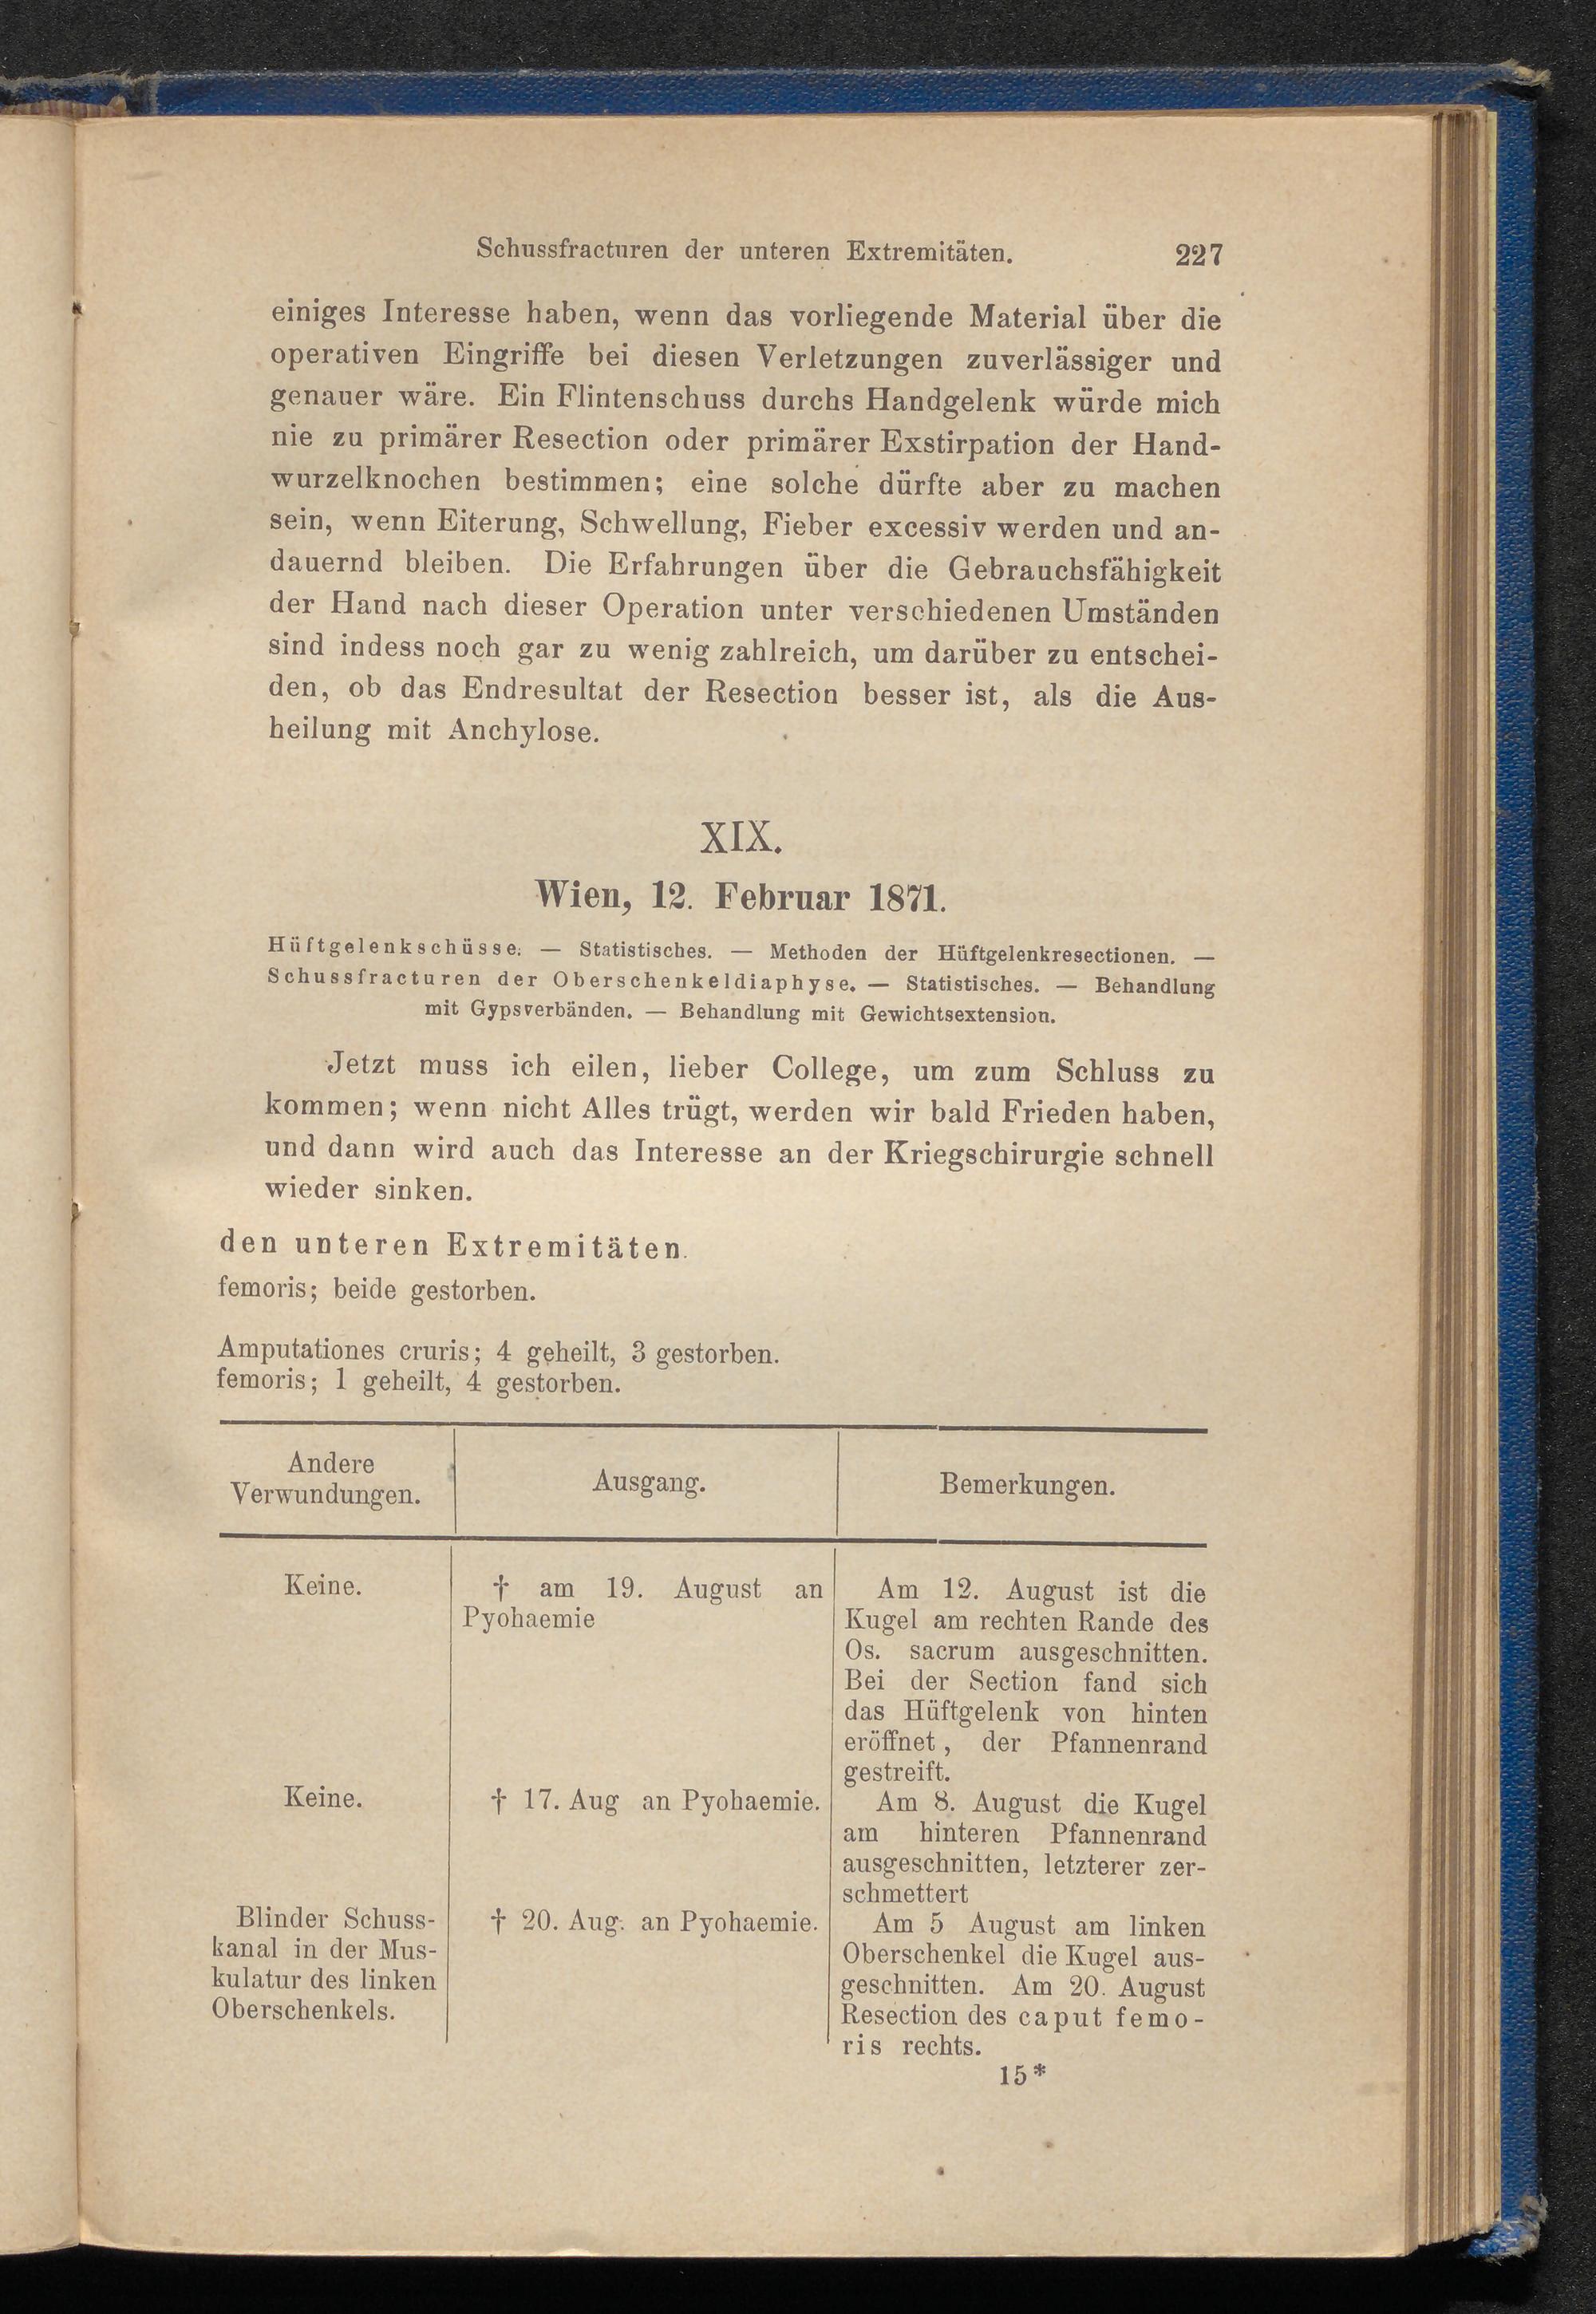 Schussfracturen der unteren Extremitäten. 227
einiges Interesse haben, wenn das vorliegende Material über die
operativen Eingriffe bei diesen Verletzungen zuverlässiger und
genauer wäre. Ein Flintenschuss durchs Handgelenk würde mich
nie zu primärer Resection oder primärer Exstirpation der Hand-
wurzelknochen bestimmen; eine solche dürfte aber zu machen
sein, wenn Eiterung, Schwellung, Fieber excessiv werden und an-
dauernd bleiben. Die Erfahrungen über die Gebrauchsfähigkeit
der Hand nach dieser Operation unter verschiedenen Umständen
sind indess noch gar zu wenig zahlreich, um darüber zu entschei-
den, ob das Endresultat der Resection besser ist, als die Aus-
heilung mit Anchylose.
XIX.
Wien, 12. Februar 1871.
Hüftgelenkschüsse. — Statistisches. — Methoden der Hüftgelenkresectionen. —
Schussfracturen der Oberschenkeldiaphyse. — Statistisches. — Behandlung
mit Gypsverbänden. — Behandlung mit Gewichtsextension.
Jetzt muss ich eilen, lieber College, um zum Schluss zu
kommen; wenn nicht Alles trügt, werden wir bald Frieden haben,
und dann wird auch das Interesse an der Kriegschirurgie schnell
wieder sinken.
den unteren Extremitäten.
femoris; beide gestorben.
Amputationes cruris; 4 geheilt, 3 gestorben.
femoris; 1 geheilt, 4 gestorben.
Andere
Verwundungen.
Ausgang.
Bemerkungen.
Keine.
† am 19. August an
Pyohaemie
Am 12. August ist die
Kugel am rechten Rande des
Os. sacrum ausgeschnitten.
Bei der Section fand sich
das Hüftgelenk von hinten
eröffnet, der Pfannenrand
gestreift.
Keine.
† 17. Aug an Pyohaemie.
Am 8. August die Kugel
am hinteren Pfannenrand
ausgeschnitten, letzterer zer-
schmettert
Blinder Schuss-
kanal in der Mus-
kulatur des linken
Oberschenkels.
† 20. Aug. an Pyohaemie.
Am 5 August am linken
Oberschenkel die Kugel aus-
geschnitten. Am 20. August
Resection des caput femo-
ris rechts.
15*